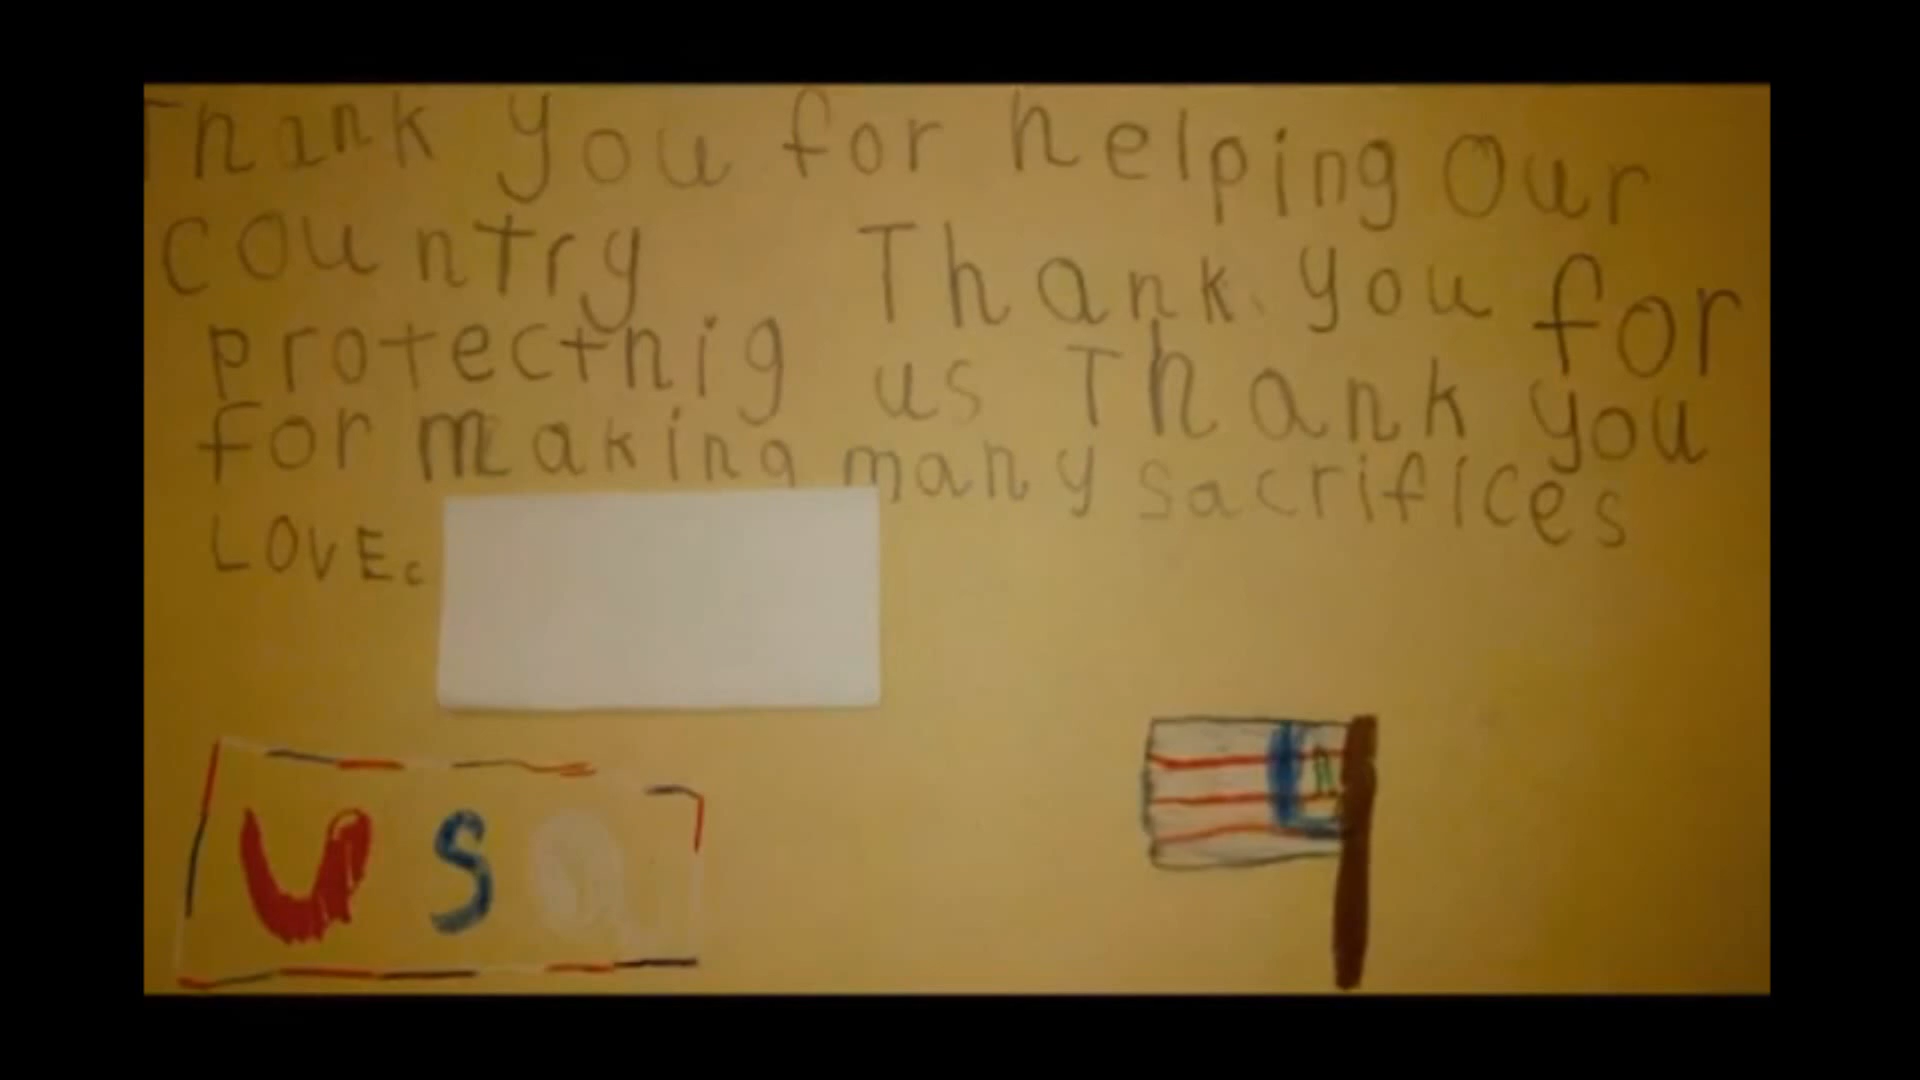 Thank you for helping Our
country Thank you for
protectnig us Thank you
for making many sacrifices
LOVE
usa